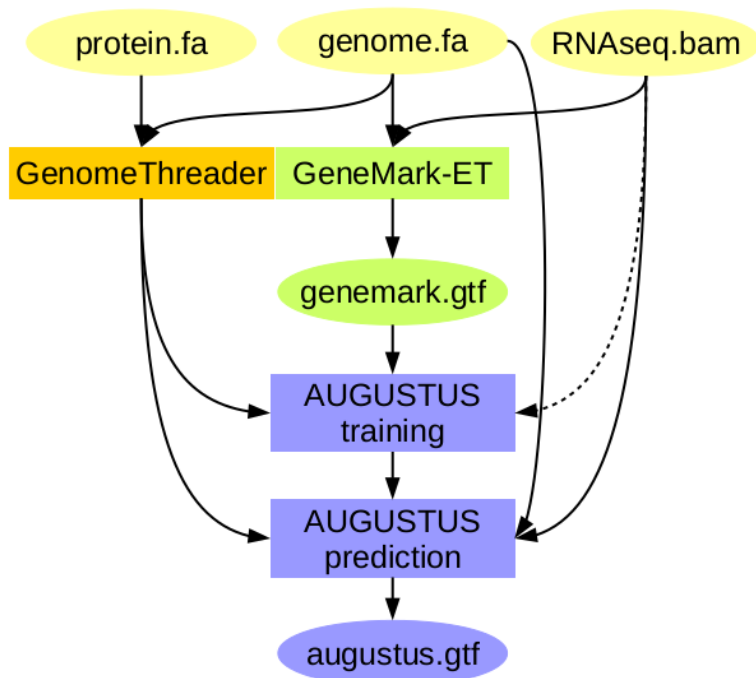 protein.fa
genome.fa
RNAseq.bam
GenomeThreader
GeneMark-ET
genemark.gtf
AUGUSTUS
training
AUGUSTUS
prediction
augustus.gtf